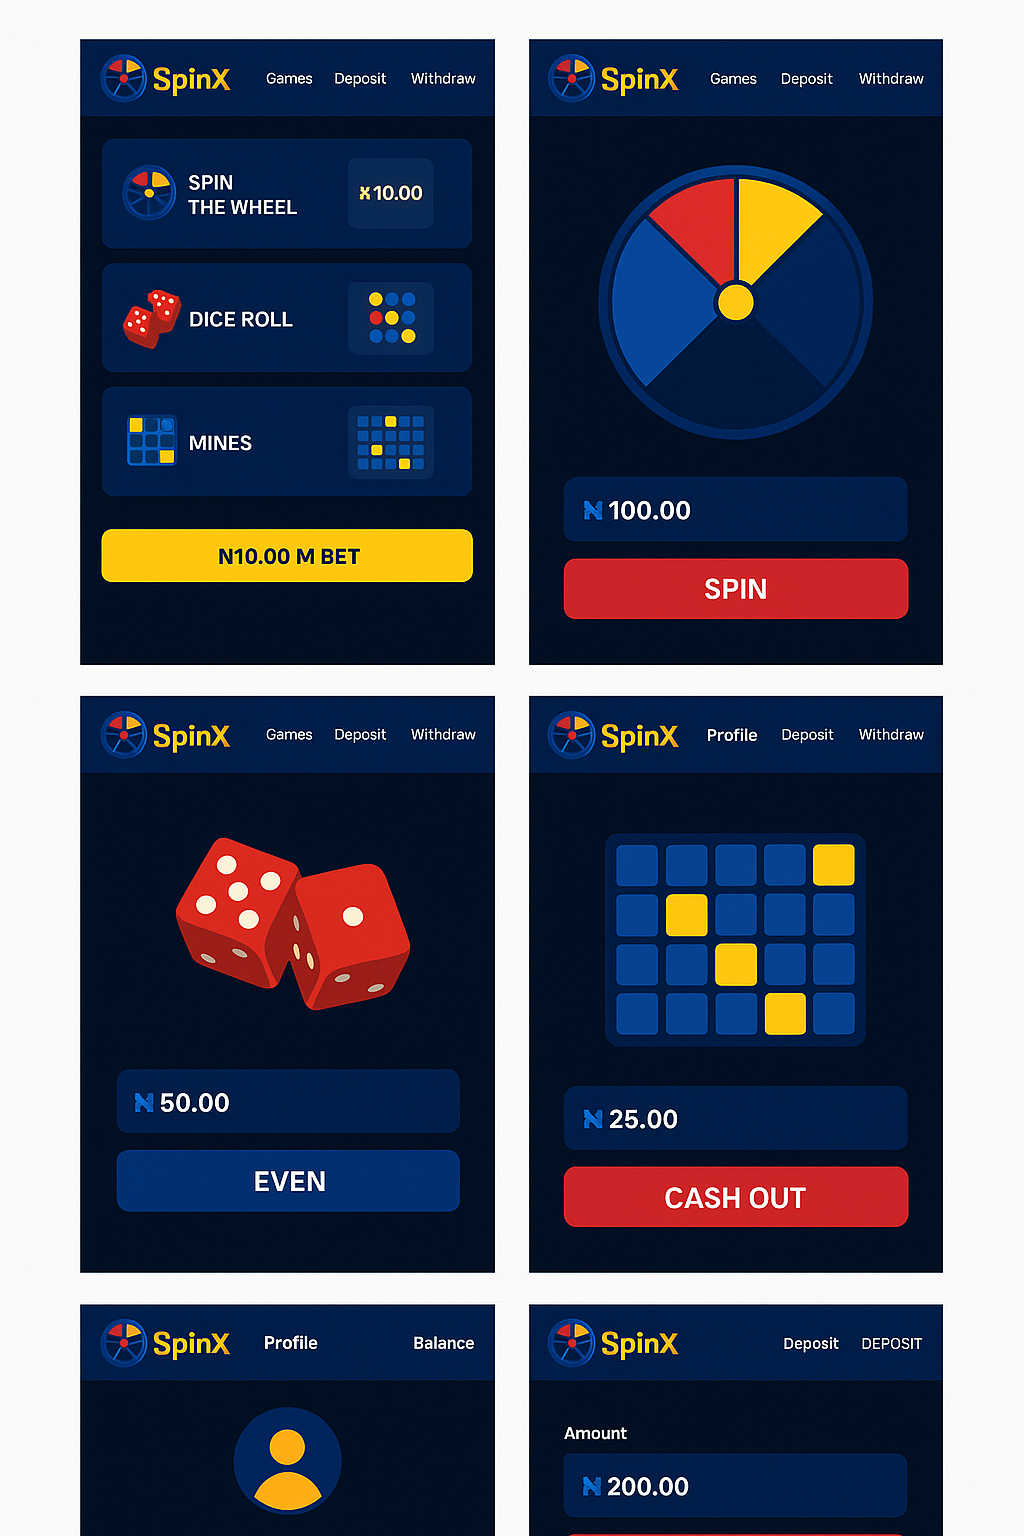 SpinX Games Deposit Withdraw
SPIN
THE WHEEL
x10.00
DICE ROLL
MINES
N10.00 M BET
SpinX Games Deposit Withdraw
₦ 100.00
SPIN
SpinX Games Deposit Withdraw
₦ 50.00
EVEN
SpinX Profile Deposit Withdraw
₦ 25.00
CASH OUT
SpinX Profile Balance
SpinX Deposit DEPOSIT
Amount
₦ 200.00